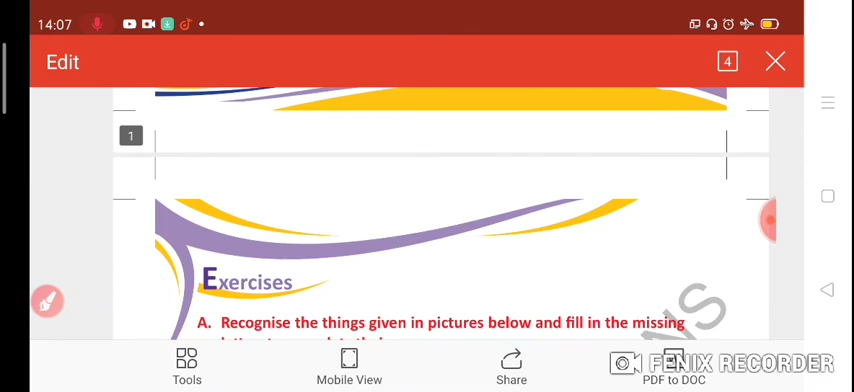 14:07
Edit
4
1
Exercises
A. Recognise the things given in pictures below and fill in the missing
NS
Tools
Mobile View
Share
PDF to DOC
FENIX RECORDER